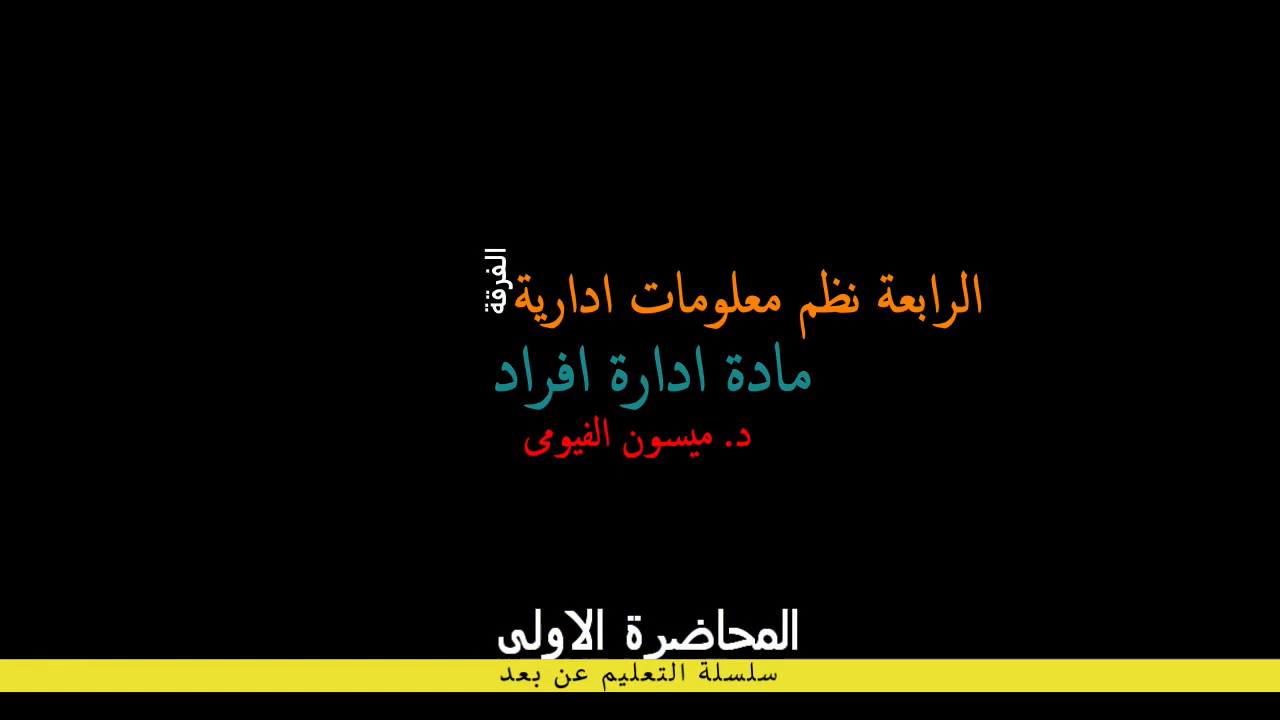 الفرقة
الرابعة نظم معلومات ادارية
مادة ادارة افراد
د. ميسون الفيومى
المحاضرة الاولى
سلسلة التعليم عن بعد